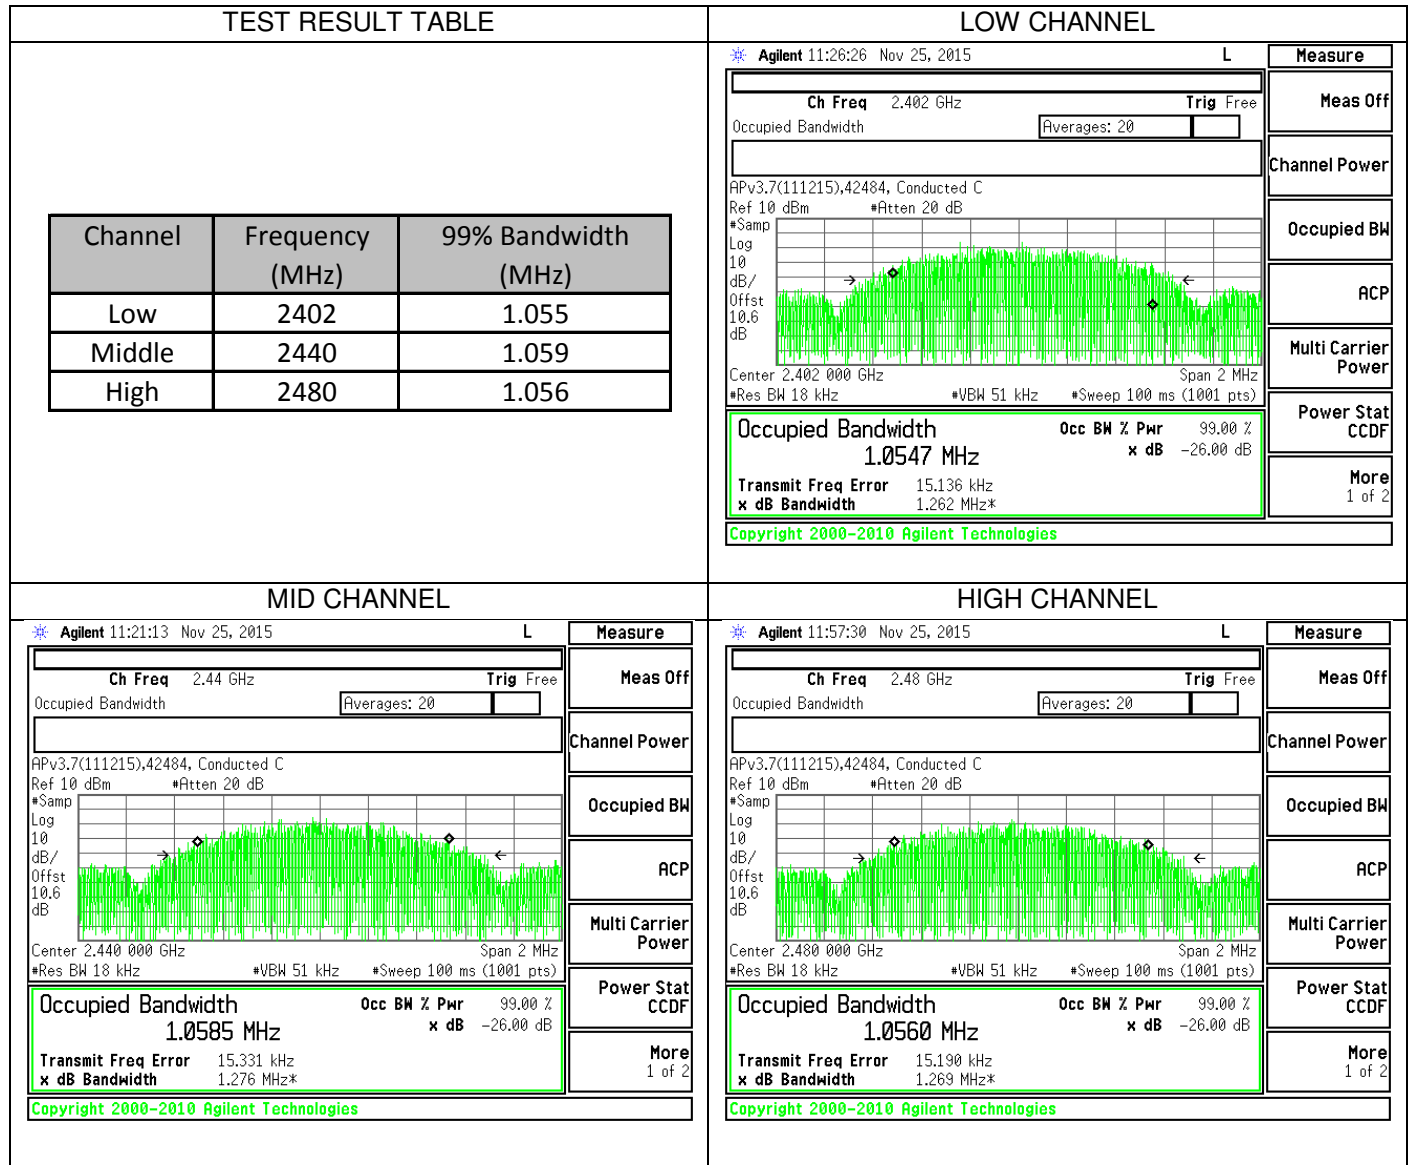 TEST RESULT TABLE
Channel Frequency (MHz) 99% Bandwidth (MHz)
Low 2402 1.055
Middle 2440 1.059
High 2480 1.056
LOW CHANNEL
Agilent 11:26:26 Nov 25, 2015 L
Ch Freq 2.402 GHz Trig Free
Occupied Bandwidth Averages: 20
APv3.7(111215),42484, Conducted C
Ref 10 dBm #Atten 20 dB
#Samp
Log
10
dB/
Offst
10.6
dB
Center 2.402 000 GHz Span 2 MHz
#Res BW 18 kHz #VBW 51 kHz #Sweep 100 ms (1001 pts)
Occupied Bandwidth Occ BW % Pwr 99.00 %
1.0547 MHz x dB -26.00 dB
Transmit Freq Error 15.136 kHz
x dB Bandwidth 1.262 MHz*
Copyright 2000-2010 Agilent Technologies
Measure
Meas Off
Channel Power
Occupied BW
ACP
Multi Carrier
Power
Power Stat
CCDF
More
1 of 2
MID CHANNEL
Agilent 11:21:13 Nov 25, 2015 L
Ch Freq 2.44 GHz Trig Free
Occupied Bandwidth Averages: 20
APv3.7(111215),42484, Conducted C
Ref 10 dBm #Atten 20 dB
#Samp
Log
10
dB/
Offst
10.6
dB
Center 2.440 000 GHz Span 2 MHz
#Res BW 18 kHz #VBW 51 kHz #Sweep 100 ms (1001 pts)
Occupied Bandwidth Occ BW % Pwr 99.00 %
1.0585 MHz x dB -26.00 dB
Transmit Freq Error 15.331 kHz
x dB Bandwidth 1.276 MHz*
Copyright 2000-2010 Agilent Technologies
Measure
Meas Off
Channel Power
Occupied BW
ACP
Multi Carrier
Power
Power Stat
CCDF
More
1 of 2
HIGH CHANNEL
Agilent 11:57:30 Nov 25, 2015 L
Ch Freq 2.48 GHz Trig Free
Occupied Bandwidth Averages: 20
APv3.7(111215),42484, Conducted C
Ref 10 dBm #Atten 20 dB
#Samp
Log
10
dB/
Offst
10.6
dB
Center 2.480 000 GHz Span 2 MHz
#Res BW 18 kHz #VBW 51 kHz #Sweep 100 ms (1001 pts)
Occupied Bandwidth Occ BW % Pwr 99.00 %
1.0560 MHz x dB -26.00 dB
Transmit Freq Error 15.190 kHz
x dB Bandwidth 1.269 MHz*
Copyright 2000-2010 Agilent Technologies
Measure
Meas Off
Channel Power
Occupied BW
ACP
Multi Carrier
Power
Power Stat
CCDF
More
1 of 2